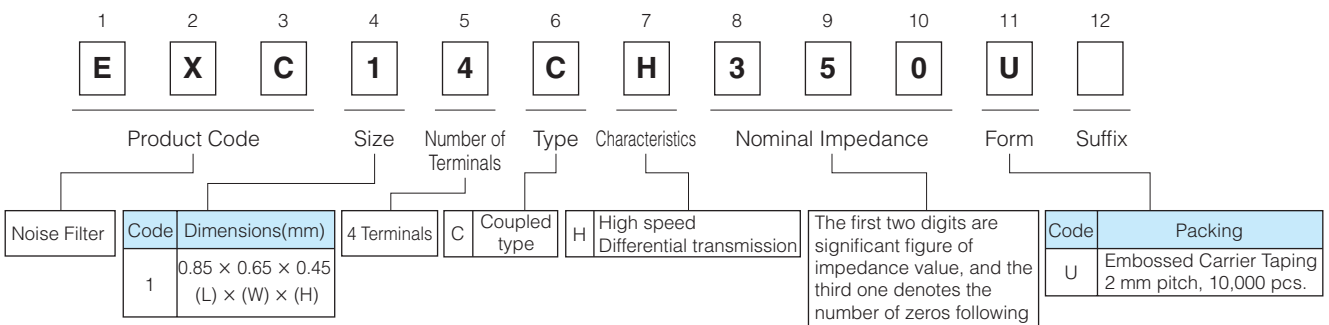 1 2 3 4 5 6 7 8 9 10 11 12
E X C 1 4 C H 3 5 0 U
Product Code
Size
Number of
Terminals
Type
Characteristics
Nominal Impedance
Form
Suffix
Noise Filter
Code Dimensions(mm)
1
0.85 × 0.65 × 0.45
(L) × (W) × (H)
4 Terminals
C
Coupled
type
H
High speed
Differential transmission
The first two digits are
significant figure of
impedance value, and the
third one denotes the
number of zeros following
Code Packing
U
Embossed Carrier Taping
2 mm pitch, 10,000 pcs.